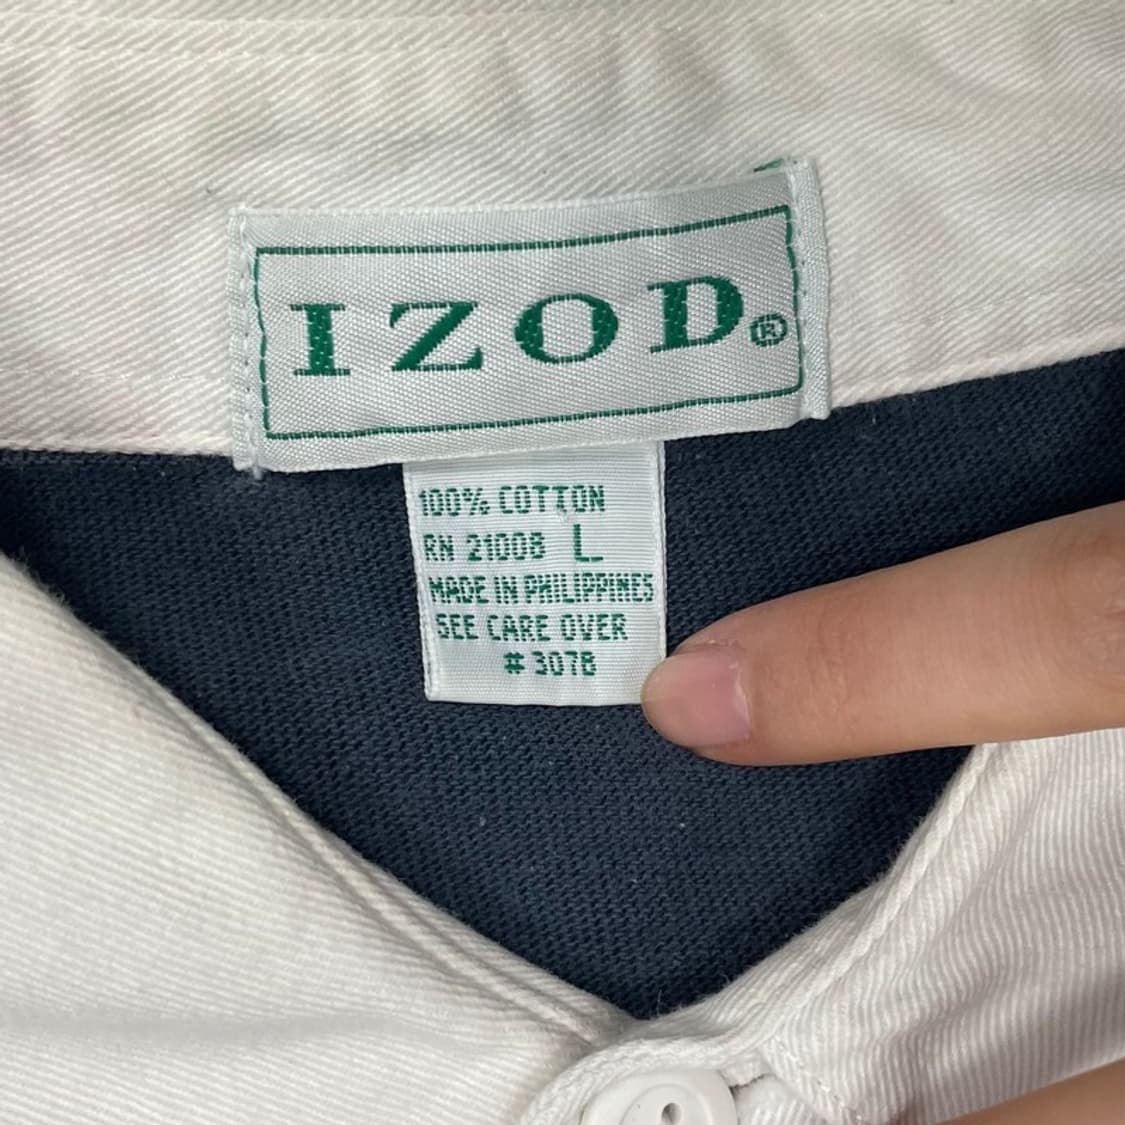 IZOD®
100% COTTON
RN 21008 L
MADE IN PHILIPPINES
SEE CARE OVER
# 3078